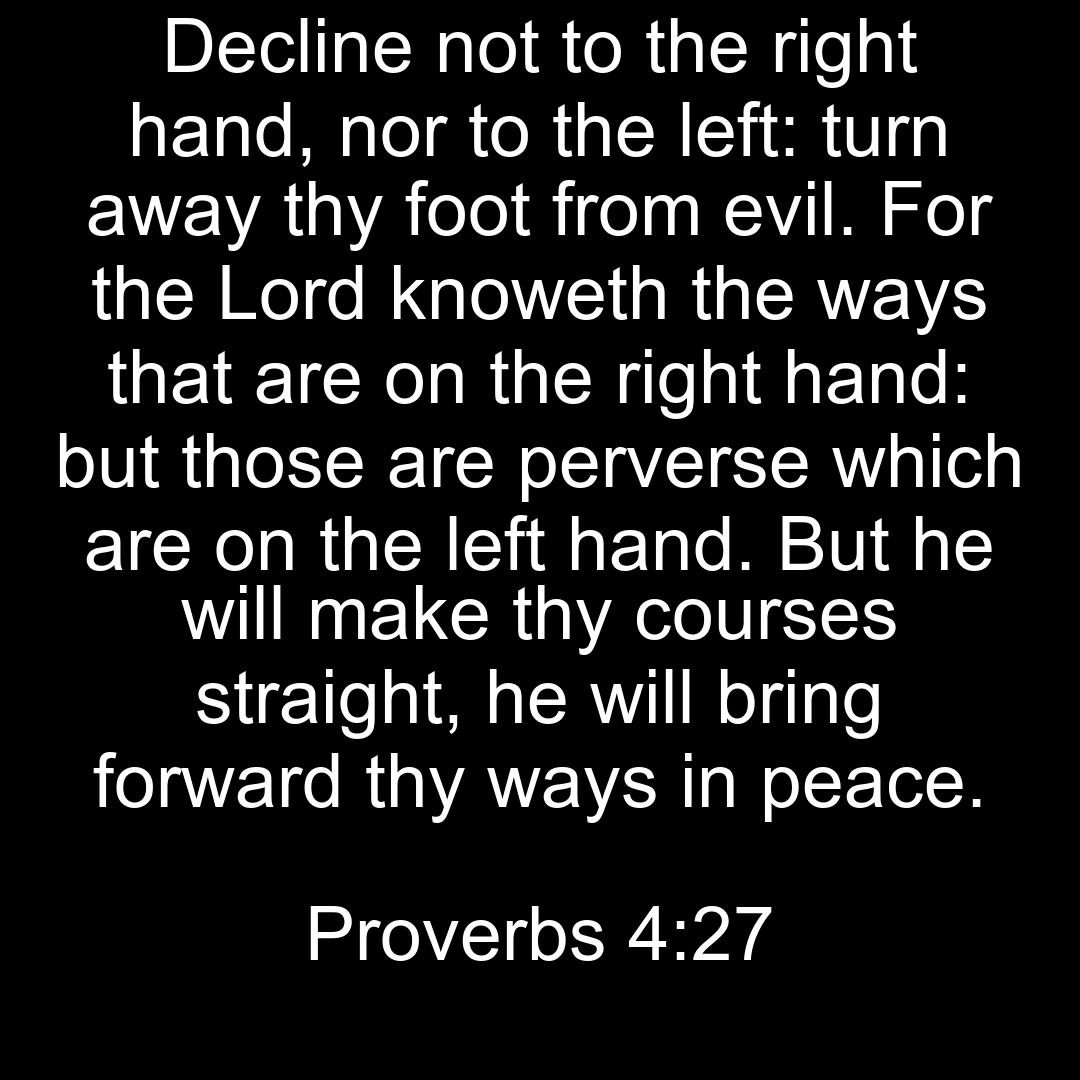 Decline not to the right
hand, nor to the left: turn
away thy foot from evil. For
the Lord knoweth the ways
that are on the right hand:
but those are perverse which
are on the left hand. But he
will make thy courses
straight, he will bring
forward thy ways in peace.
Proverbs 4:27